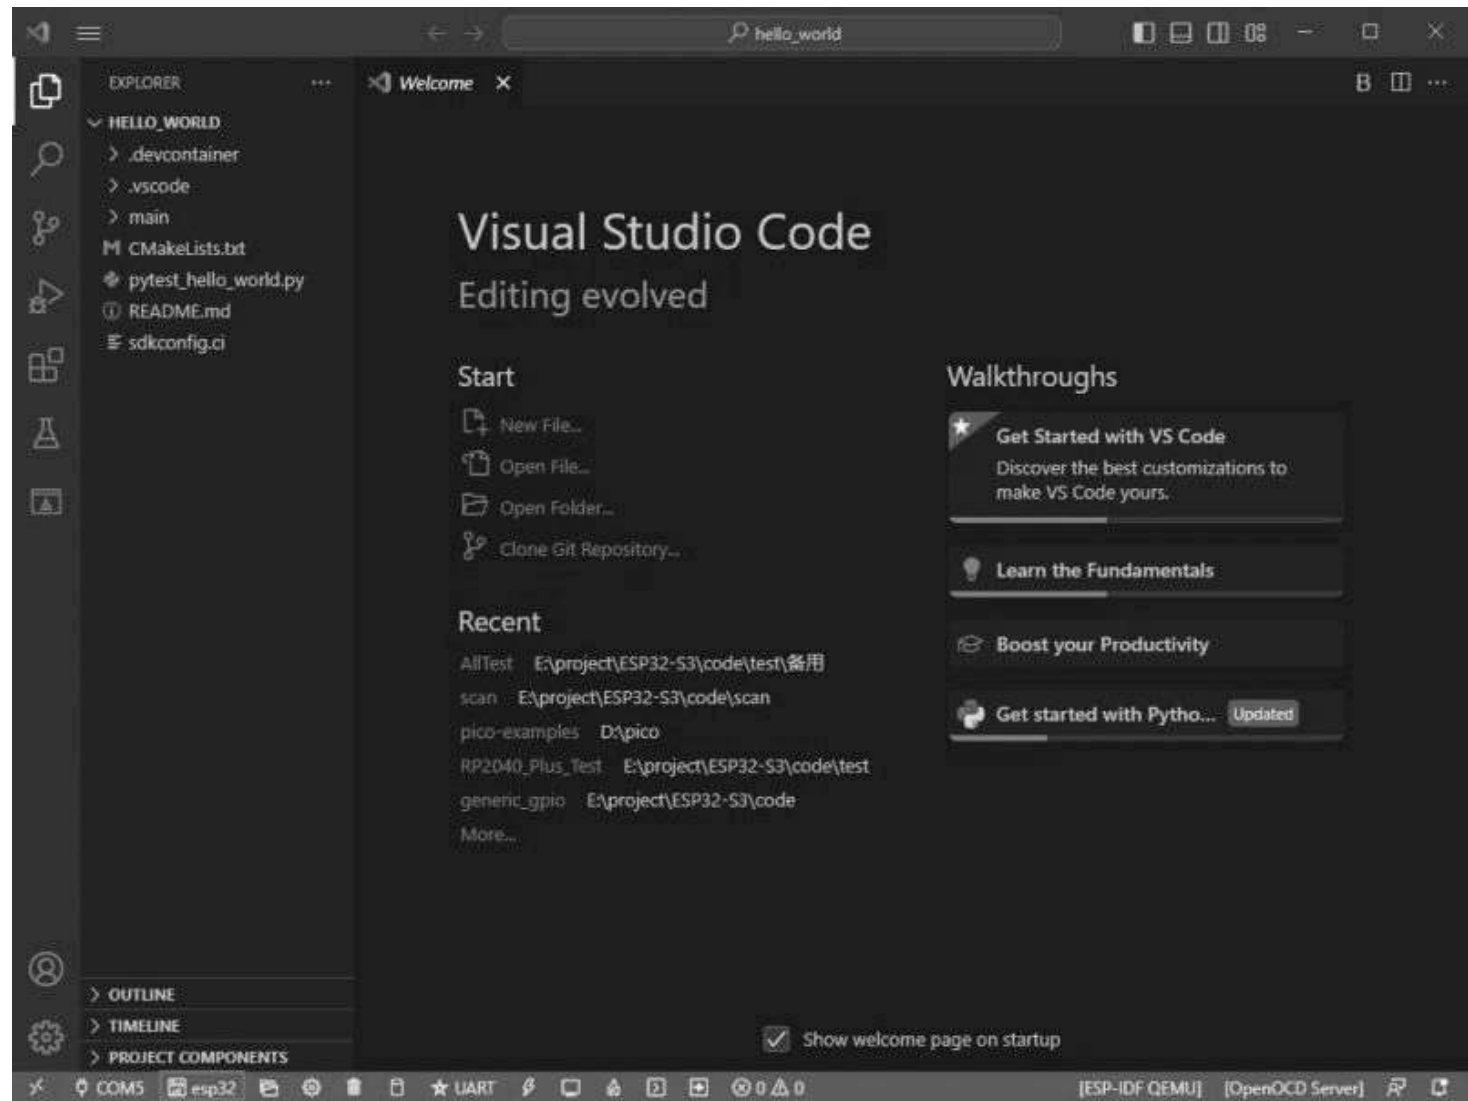 hello_world
EXPLORER
Welcome
HELLO_WORLD
.devcontainer
.vscode
main
CMakeLists.txt
pytest_hello_world.py
README.md
sdkconfig.ci
Visual Studio Code
Editing evolved
Start
New File...
Open File...
Open Folder...
Clone Git Repository...
Recent
AllTest E:\project\ESP32-S3\code\test\备用
scan E:\project\ESP32-S3\code\scan
pico-examples D:\pico
RP2040_Plus_Test E:\project\ESP32-S3\code\test
generic_gpio E:\project\ESP32-S3\code
More...
Walkthroughs
Get Started with VS Code
Discover the best customizations to
make VS Code yours.
Learn the Fundamentals
Boost your Productivity
Get started with Pytho... Updated
OUTLINE
TIMELINE
PROJECT COMPONENTS
Show welcome page on startup
COM5 esp32 UART 0 0 [ESP-IDF QEMU] [OpenOCD Server]